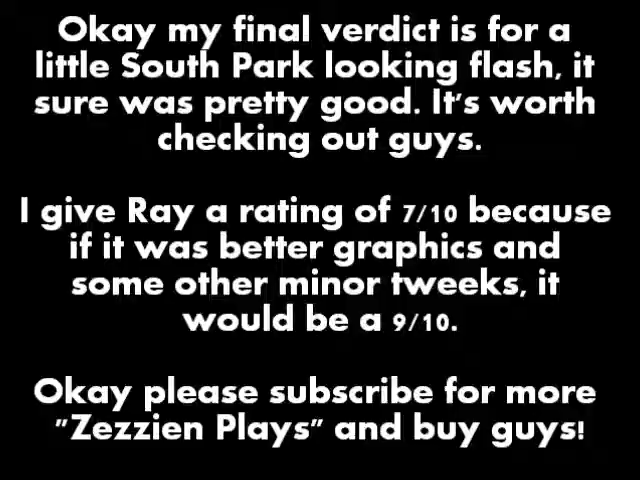 Okay my final verdict is for a
little South Park looking flash, it
sure was pretty good. It's worth
checking out guys.
I give Ray a rating of 7/10 because
if it was better graphics and
some other minor tweeks, it
would be a 9/10.
Okay please subscribe for more
"Zezzien Plays" and buy guys!